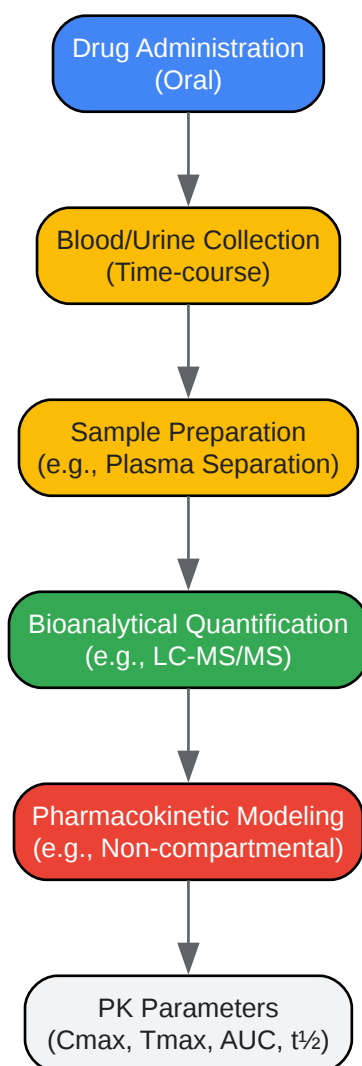 Drug Administration
(Oral)
Blood/Urine Collection
(Time-course)
Sample Preparation
(e.g., Plasma Separation)
Bioanalytical Quantification
(e.g., LC-MS/MS)
Pharmacokinetic Modeling
(e.g., Non-compartmental)
PK Parameters
(Cmax, Tmax, AUC, t½)